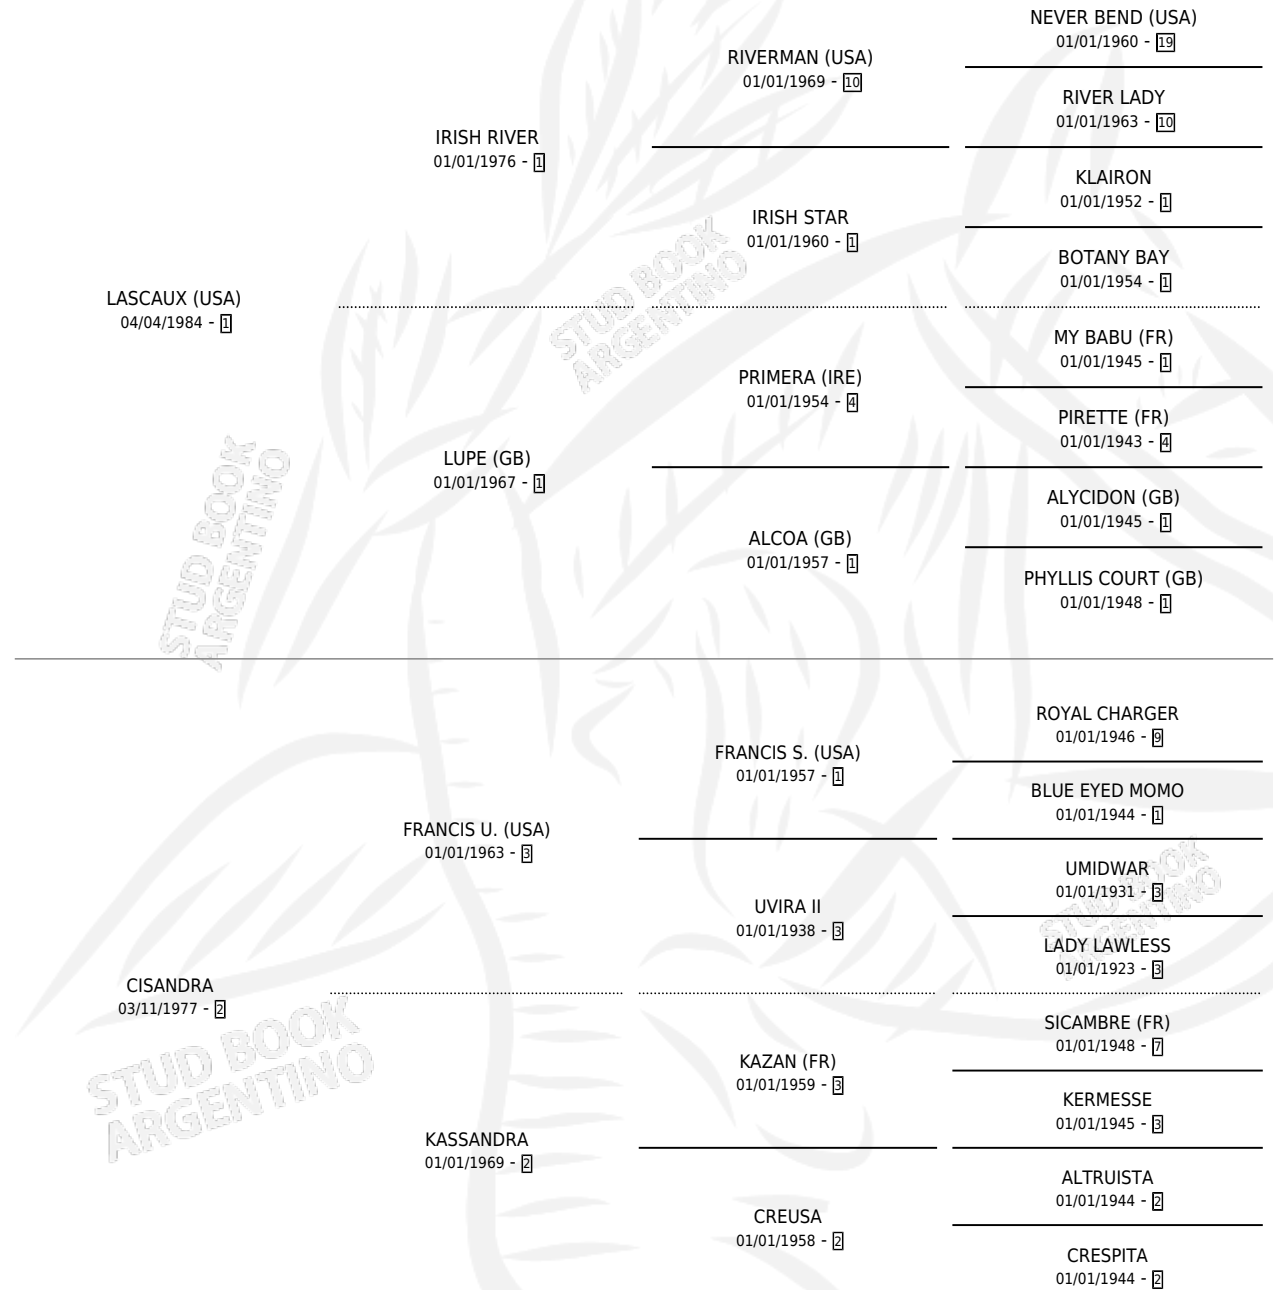 NEVER BEND (USA)
01/01/1960 - 19
RIVERMAN (USA)
01/01/1969 - 10
RIVER LADY
01/01/1963 - 10
IRISH RIVER
01/01/1976 - 1
KLAIRON
01/01/1952 - 1
IRISH STAR
01/01/1960 - 1
BOTANY BAY
01/01/1954 - 1
LASCAUX (USA)
04/04/1984 - 1
STUD BOOK
ARGENTINO
MY BABU (FR)
01/01/1945 - 1
PRIMERA (IRE)
01/01/1954 - 4
PIRETTE (FR)
01/01/1943 - 4
LUPE (GB)
01/01/1967 - 1
ALYCIDON (GB)
01/01/1945 - 1
ALCOA (GB)
01/01/1957 - 1
PHYLLIS COURT (GB)
01/01/1948 - 1
STUD BOOK
ARGENTINO
ROYAL CHARGER
01/01/1946 - 9
FRANCIS S. (USA)
01/01/1957 - 1
BLUE EYED MOMO
01/01/1944 - 1
FRANCIS U. (USA)
01/01/1963 - 3
UMIDWAR
01/01/1931 - 3
UVIRA II
01/01/1938 - 3
LADY LAWLESS
01/01/1923 - 3
STUD BOOK
ARGENTINO
CISANDRA
03/11/1977 - 2
SICAMBRE (FR)
01/01/1948 - 7
KAZAN (FR)
01/01/1959 - 3
KERMESSE
01/01/1945 - 3
STUD BOOK
ARGENTINO
KASSANDRA
01/01/1969 - 2
ALTRUISTA
01/01/1944 - 2
CREUSA
01/01/1958 - 2
CRESPITA
01/01/1944 - 2